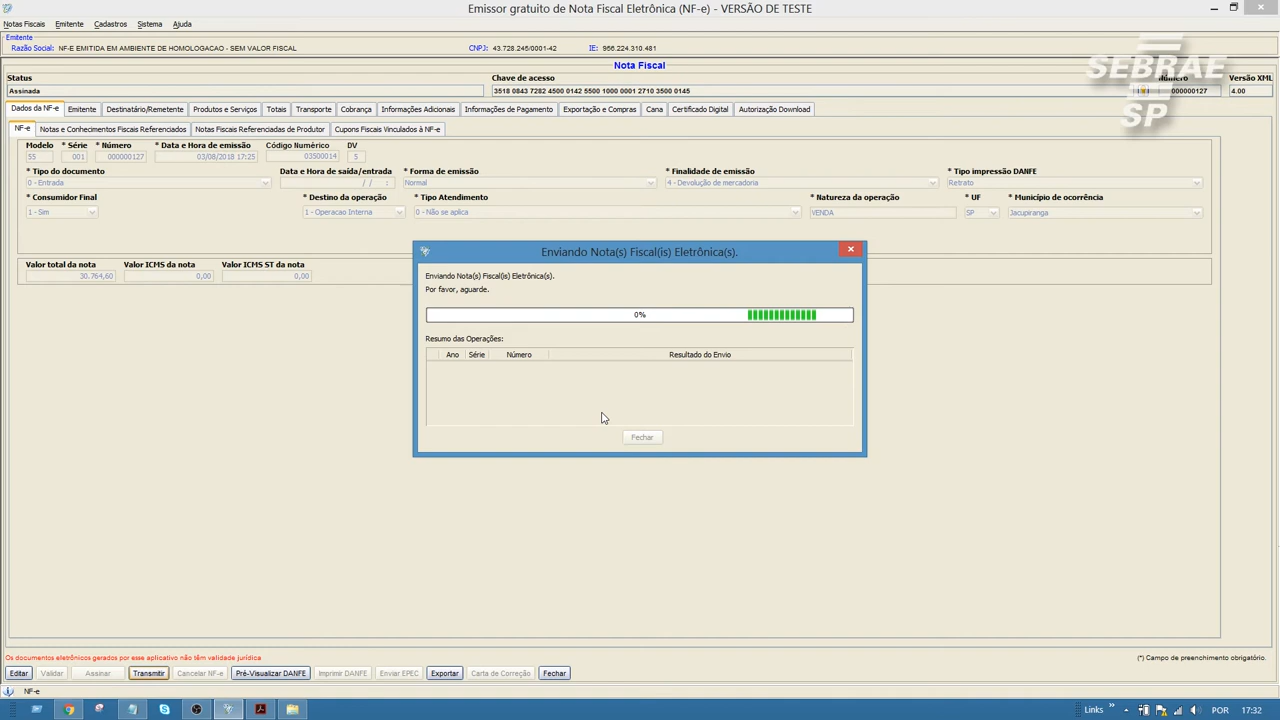 Emissor gratuito de Nota Fiscal Eletrônica (NF-e) - VERSÃO DE TESTE
Notas Fiscais Emitente Cadastros Sistema Ajuda
Emitente
Razão Social: NF-E EMITIDA EM AMBIENTE DE HOMOLOGACAO - SEM VALOR FISCAL CNPJ: 43.728.245/0001-42 IE: 956.224.310.481
Nota Fiscal
SEBRAE
SP
Status Chave de acesso Número Versão XML
Assinada 3518 0843 7282 4500 0142 5500 1000 0001 2710 3500 0145 000000127 4.00
Dados da NF-e Emitente Destinatário/Remetente Produtos e Serviços Totais Transporte Cobrança Informações Adicionais Informações de Pagamento Exportação e Compras Cana Certificado Digital Autorização Download
NF-e Notas e Conhecimentos Fiscais Referenciados Notas Fiscais Referenciadas de Produtor Cupons Fiscais Vinculados à NF-e
Modelo * Série * Número * Data e Hora de emissão Código Numérico DV
55 001 000000127 03/08/2018 17:25 03500014 5
* Tipo do documento Data e Hora de saída/entrada * Forma de emissão * Finalidade de emissão * Tipo impressão DANFE
0 - Entrada / / : Normal 4 - Devolução de mercadoria Retrato
* Consumidor Final * Destino da operação * Tipo Atendimento * Natureza da operação * UF * Município de ocorrência
1 - Sim 1 - Operacao Interna 0 - Não se aplica VENDA SP Jacupiranga
Valor total da nota Valor ICMS da nota Valor ICMS ST da nota
30.764,60 0,00 0,00
Enviando Nota(s) Fiscal(is) Eletrônica(s).
Enviando Nota(s) Fiscal(is) Eletrônica(s).
Por favor, aguarde.
0%
Resumo das Operações:
Ano Série Número Resultado do Envio
Fechar
Os documentos eletrônicos gerados por esse aplicativo não têm validade jurídica (*) Campo de preenchimento obrigatório.
Editar Validar Assinar Transmitir Cancelar NF-e Pré-Visualizar DANFE Imprimir DANFE Enviar EPEC Exportar Carta de Correção Fechar
NF-e
Links » POR 17:32